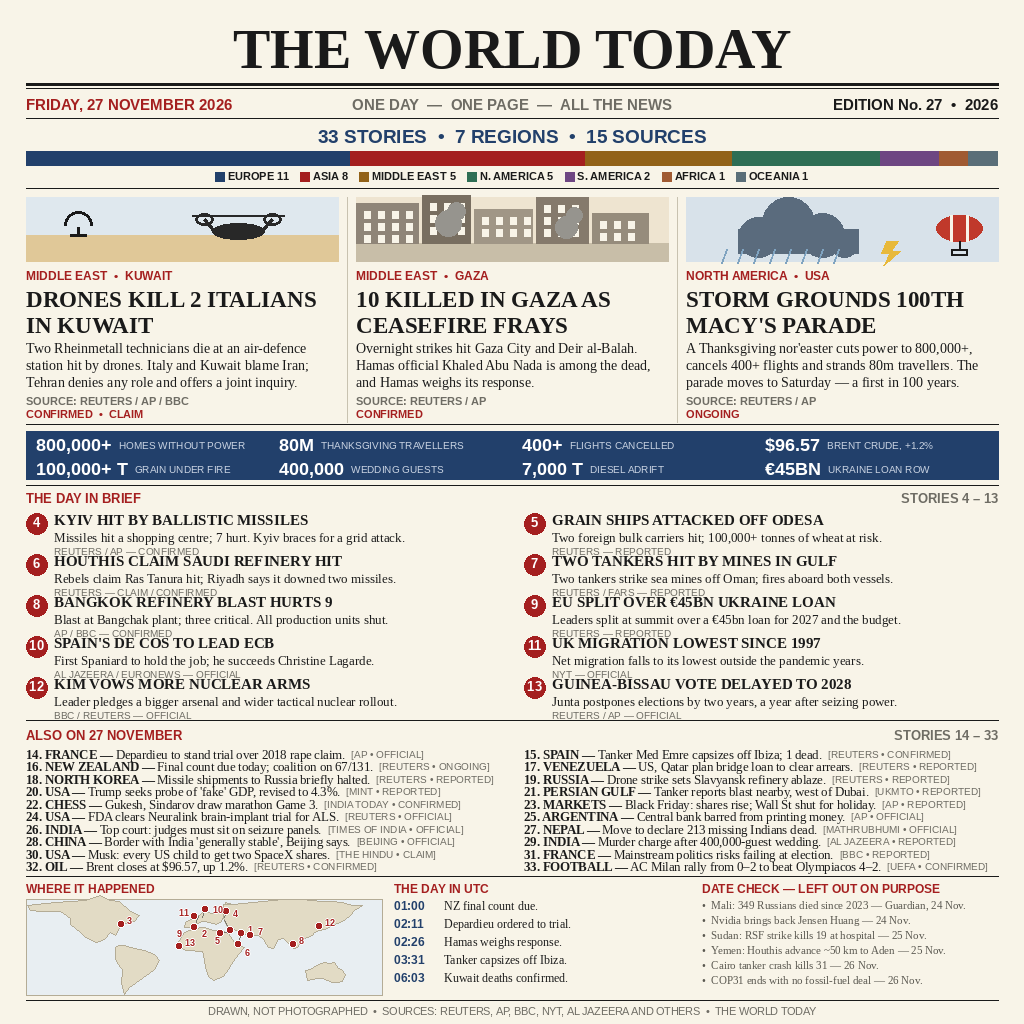 THE WORLD TODAY
FRIDAY, 27 NOVEMBER 2026
ONE DAY — ONE PAGE — ALL THE NEWS
EDITION No. 27 • 2026
33 STORIES • 7 REGIONS • 15 SOURCES
EUROPE 11 ASIA 8 MIDDLE EAST 5 N. AMERICA 5 S. AMERICA 2 AFRICA 1 OCEANIA 1
MIDDLE EAST • KUWAIT
DRONES KILL 2 ITALIANS
IN KUWAIT
Two Rheinmetall technicians die at an air-defence
station hit by drones. Italy and Kuwait blame Iran;
Tehran denies any role and offers a joint inquiry.
SOURCE: REUTERS / AP / BBC
CONFIRMED • CLAIM
MIDDLE EAST • GAZA
10 KILLED IN GAZA AS
CEASEFIRE FRAYS
Overnight strikes hit Gaza City and Deir al-Balah.
Hamas official Khaled Abu Nada is among the dead,
and Hamas weighs its response.
SOURCE: REUTERS / AP
CONFIRMED
NORTH AMERICA • USA
STORM GROUNDS 100TH
MACY'S PARADE
A Thanksgiving nor'easter cuts power to 800,000+,
cancels 400+ flights and strands 80m travellers. The
parade moves to Saturday — a first in 100 years.
SOURCE: REUTERS / AP
ONGOING
800,000+ HOMES WITHOUT POWER
80M THANKSGIVING TRAVELLERS
400+ FLIGHTS CANCELLED
$96.57 BRENT CRUDE, +1.2%
100,000+ T GRAIN UNDER FIRE
400,000 WEDDING GUESTS
7,000 T DIESEL ADRIFT
€45BN UKRAINE LOAN ROW
THE DAY IN BRIEF
STORIES 4 – 13
4 KYIV HIT BY BALLISTIC MISSILES
Missiles hit a shopping centre; 7 hurt. Kyiv braces for a grid attack.
REUTERS / AP — CONFIRMED
5 GRAIN SHIPS ATTACKED OFF ODESA
Two foreign bulk carriers hit; 100,000+ tonnes of wheat at risk.
REUTERS — REPORTED
6 HOUTHIS CLAIM SAUDI REFINERY HIT
Rebels claim Ras Tanura hit; Riyadh says it downed two missiles.
REUTERS — CLAIM / CONFIRMED
7 TWO TANKERS HIT BY MINES IN GULF
Two tankers strike sea mines off Oman; fires aboard both vessels.
REUTERS / FARS — REPORTED
8 BANGKOK REFINERY BLAST HURTS 9
Blast at Bangchak plant; three critical. All production units shut.
AP / BBC — CONFIRMED
9 EU SPLIT OVER €45BN UKRAINE LOAN
Leaders split at summit over a €45bn loan for 2027 and the budget.
REUTERS — REPORTED
10 SPAIN'S DE COS TO LEAD ECB
First Spaniard to hold the job; he succeeds Christine Lagarde.
AL JAZEERA / EURONEWS — OFFICIAL
11 UK MIGRATION LOWEST SINCE 1997
Net migration falls to its lowest outside the pandemic years.
NYT — OFFICIAL
12 KIM VOWS MORE NUCLEAR ARMS
Leader pledges a bigger arsenal and wider tactical nuclear rollout.
BBC / REUTERS — OFFICIAL
13 GUINEA-BISSAU VOTE DELAYED TO 2028
Junta postpones elections by two years, a year after seizing power.
REUTERS / AP — OFFICIAL
ALSO ON 27 NOVEMBER
STORIES 14 – 33
14. FRANCE — Depardieu to stand trial over 2018 rape claim. [AP • OFFICIAL]
15. SPAIN — Tanker Med Emre capsizes off Ibiza; 1 dead. [REUTERS • CONFIRMED]
16. NEW ZEALAND — Final count due today; coalition on 67/131. [REUTERS • ONGOING]
17. VENEZUELA — US, Qatar plan bridge loan to clear arrears. [REUTERS • REPORTED]
18. NORTH KOREA — Missile shipments to Russia briefly halted. [REUTERS • REPORTED]
19. RUSSIA — Drone strike sets Slavyansk refinery ablaze. [REUTERS • REPORTED]
20. USA — Trump seeks probe of 'fake' GDP, revised to 4.3%. [MINT • REPORTED]
21. PERSIAN GULF — Tanker reports blast nearby, west of Dubai. [UKMTO • REPORTED]
22. CHESS — Gukesh, Sindarov draw marathon Game 3. [INDIA TODAY • CONFIRMED]
23. MARKETS — Black Friday: shares rise; Wall St shut for holiday. [AP • REPORTED]
24. USA — FDA clears Neuralink brain-implant trial for ALS. [REUTERS • OFFICIAL]
25. ARGENTINA — Central bank barred from printing money. [AP • OFFICIAL]
26. INDIA — Top court: judges must sit on seizure panels. [TIMES OF INDIA • OFFICIAL]
27. NEPAL — Move to declare 213 missing Indians dead. [MATHRUBHUMI • OFFICIAL]
28. CHINA — Border with India 'generally stable', Beijing says. [BEIJING • OFFICIAL]
29. INDIA — Murder charge after 400,000-guest wedding. [AL JAZEERA • REPORTED]
30. USA — Musk: every US child to get two SpaceX shares. [THE HINDU • CLAIM]
31. FRANCE — Mainstream politics risks failing at election. [BBC • REPORTED]
32. OIL — Brent closes at $96.57, up 1.2%. [REUTERS • CONFIRMED]
33. FOOTBALL — AC Milan rally from 0–2 to beat Olympiacos 4–2. [UEFA • CONFIRMED]
WHERE IT HAPPENED
3 11 10 4 9 2 5 1 7 12 13 6 8
THE DAY IN UTC
01:00 NZ final count due.
02:11 Depardieu ordered to trial.
02:26 Hamas weighs response.
03:31 Tanker capsizes off Ibiza.
06:03 Kuwait deaths confirmed.
DATE CHECK — LEFT OUT ON PURPOSE
• Mali: 349 Russians died since 2023 — Guardian, 24 Nov.
• Nvidia brings back Jensen Huang — 24 Nov.
• Sudan: RSF strike kills 19 at hospital — 25 Nov.
• Yemen: Houthis advance ~50 km to Aden — 25 Nov.
• Cairo tanker crash kills 31 — 26 Nov.
• COP31 ends with no fossil-fuel deal — 26 Nov.
DRAWN, NOT PHOTOGRAPHED • SOURCES: REUTERS, AP, BBC, NYT, AL JAZEERA AND OTHERS • THE WORLD TODAY